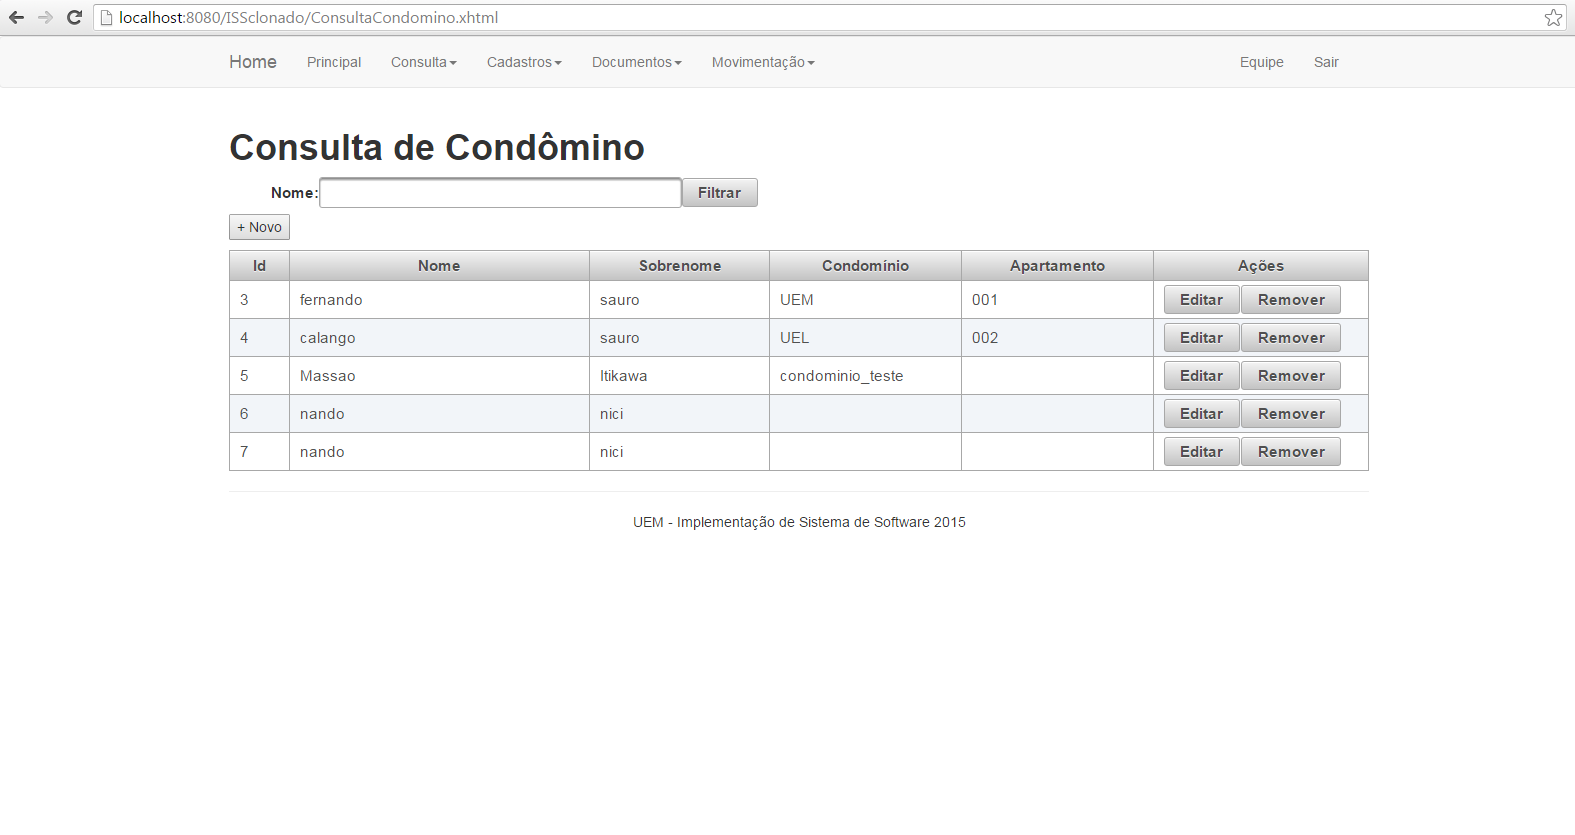 localhost:8080/ISSclonado/ConsultaCondomino.xhtml
Home Principal Consulta Cadastros Documentos Movimentação Equipe Sair
Consulta de Condômino
Nome: Filtrar
+ Novo
Id Nome Sobrenome Condomínio Apartamento Ações
3 fernando sauro UEM 001 Editar Remover
4 calango sauro UEL 002 Editar Remover
5 Massao Itikawa condominio_teste Editar Remover
6 nando nici Editar Remover
7 nando nici Editar Remover
UEM - Implementação de Sistema de Software 2015